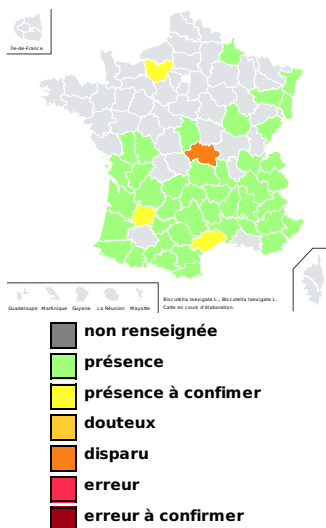 Île-de-France
Guadeloupe Martinique Guyane La Réunion Mayotte
Biscutella laevigata L., Biscutella laevigata L.
Carte en cours d'élaboration.
non renseignée
présence
présence à confimer
douteux
disparu
erreur
erreur à confirmer